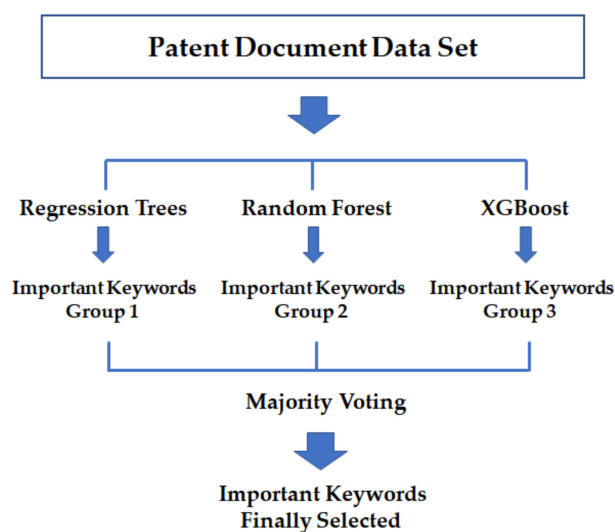 Patent Document Data Set
Regression Trees
Random Forest
XGBoost
Important Keywords
Group 1
Important Keywords
Group 2
Important Keywords
Group 3
Majority Voting
Important Keywords
Finally Selected